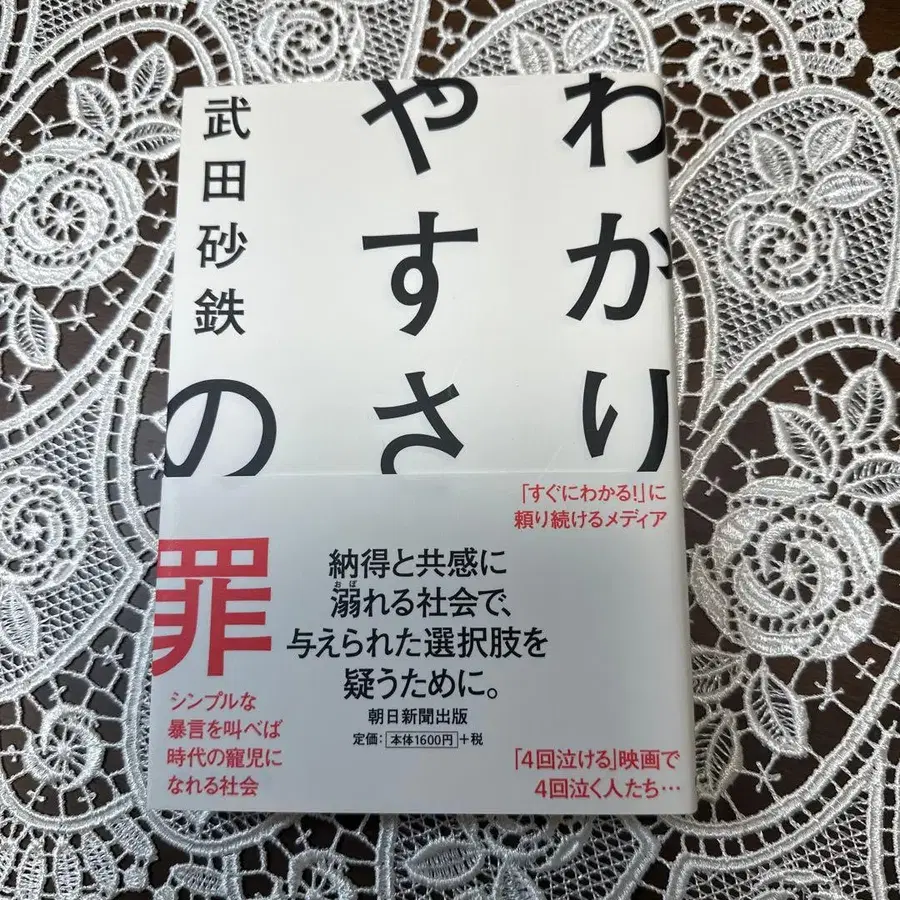 わかり
やすさ
の
罪
武田砂鉄
「すぐにわかる!」に
頼り続けるメディア
納得と共感に
溺れる社会で、
おぼ
与えられた選択肢を
疑うために。
朝日新聞出版
定価:本体1600円+税
シンプルな
暴言を叫べば
時代の寵児に
なれる社会
「4回泣ける」映画で
4回泣く人たち…